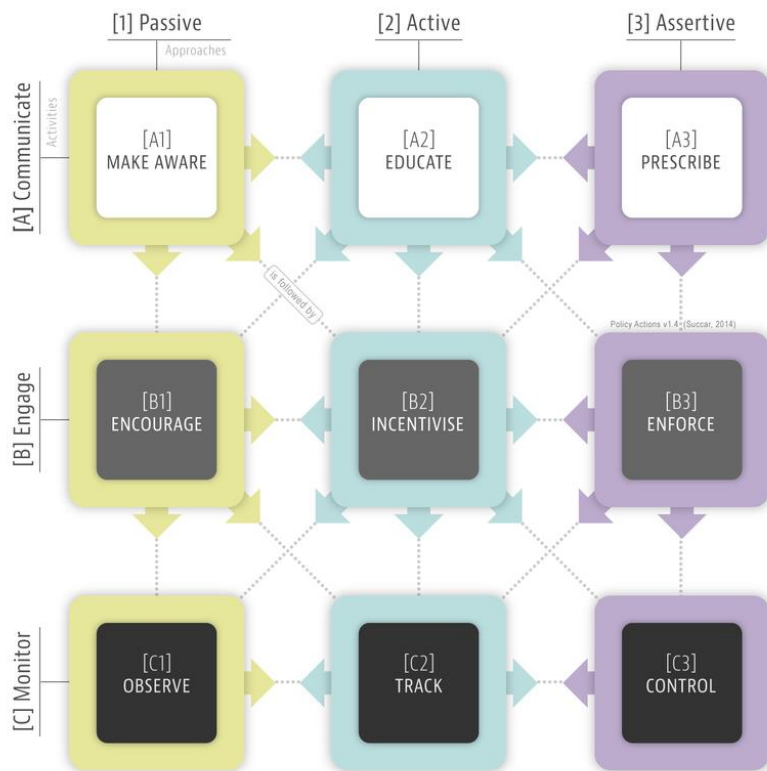 [1] Passive
[2] Active
[3] Assertive
Approaches
Activities
[A] Communicate
[A1]
MAKE AWARE
[A2]
EDUCATE
[A3]
PRESCRIBE
is followed by
Policy Actions v1.4 (Succar, 2014)
[B] Engage
[B1]
ENCOURAGE
[B2]
INCENTIVISE
[B3]
ENFORCE
[C] Monitor
[C1]
OBSERVE
[C2]
TRACK
[C3]
CONTROL